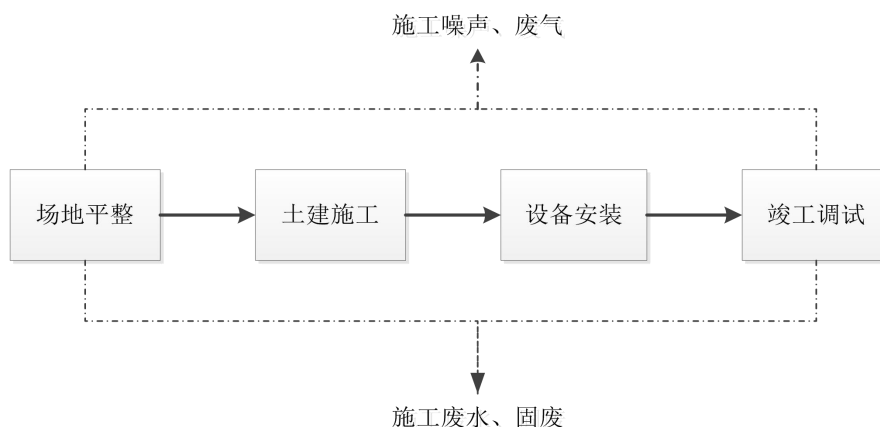 施工噪声、废气
场地平整
土建施工
设备安装
竣工调试
施工废水、固废